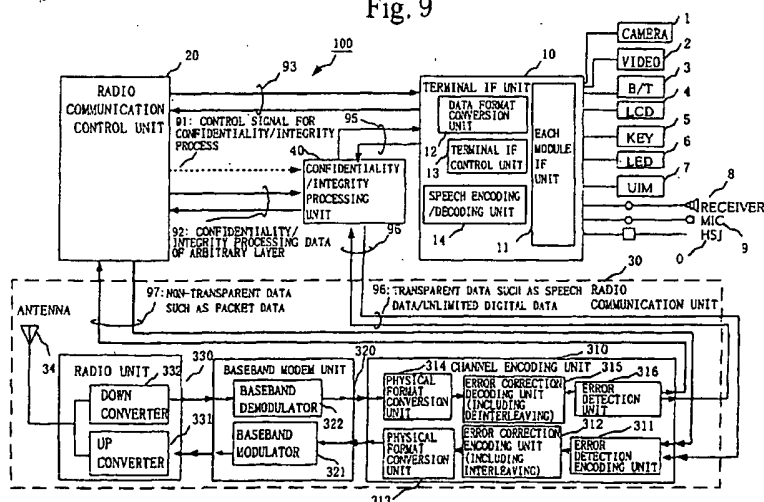 Fig. 9
100
20
RADIO
COMMUNICATION
CONTROL UNIT
93
91: CONTROL SIGNAL FOR
CONFIDENTIALITY/INTEGRITY
PROCESS
95
40
CONFIDENTIALITY
/INTEGRITY
PROCESSING
UNIT
92: CONFIDENTIALITY/
INTEGRITY PROCESSING DATA
OF ARBITRARY LAYER
96
10
TERMINAL IF UNIT
DATA FORMAT
CONVERSION
UNIT
12
TERMINAL
IF CONTROL UNIT
13
SPEECH ENCODING
/DECODING UNIT
14
EACH
MODULE
IF
UNIT
11
1
CAMERA
2
VIDEO
3
B/T
4
LCD
5
KEY
6
LED
7
UIM
8
RECEIVER
MIC
9
HSJ
0
30
97: NON-TRANSPARENT DATA
SUCH AS PACKET DATA
96: TRANSPARENT DATA SUCH AS SPEECH
DATA/UNLIMITED DIGITAL DATA
RADIO
COMMUNICATION UNIT
ANTENNA
34
RADIO UNIT
330
332
DOWN
CONVERTER
331
UP
CONVERTER
BASEBAND MODEM UNIT
320
BASEBAND
DEMODULATOR
322
BASEBAND
MODULATOR
321
310
CHANNEL ENCODING UNIT
314
PHYSICAL
FORMAT
CONVERSION
UNIT
315
ERROR CORRECTION
DECODING UNIT
(INCLUDING
DEINTERLEAVING)
316
ERROR
DETECTION
UNIT
PHYSICAL
FORMAT
CONVERSION
UNIT
313
312
ERROR CORRECTION
ENCODING UNIT
(INCLUDING
INTERLEAVING)
311
ERROR
DETECTION
ENCODING UNIT